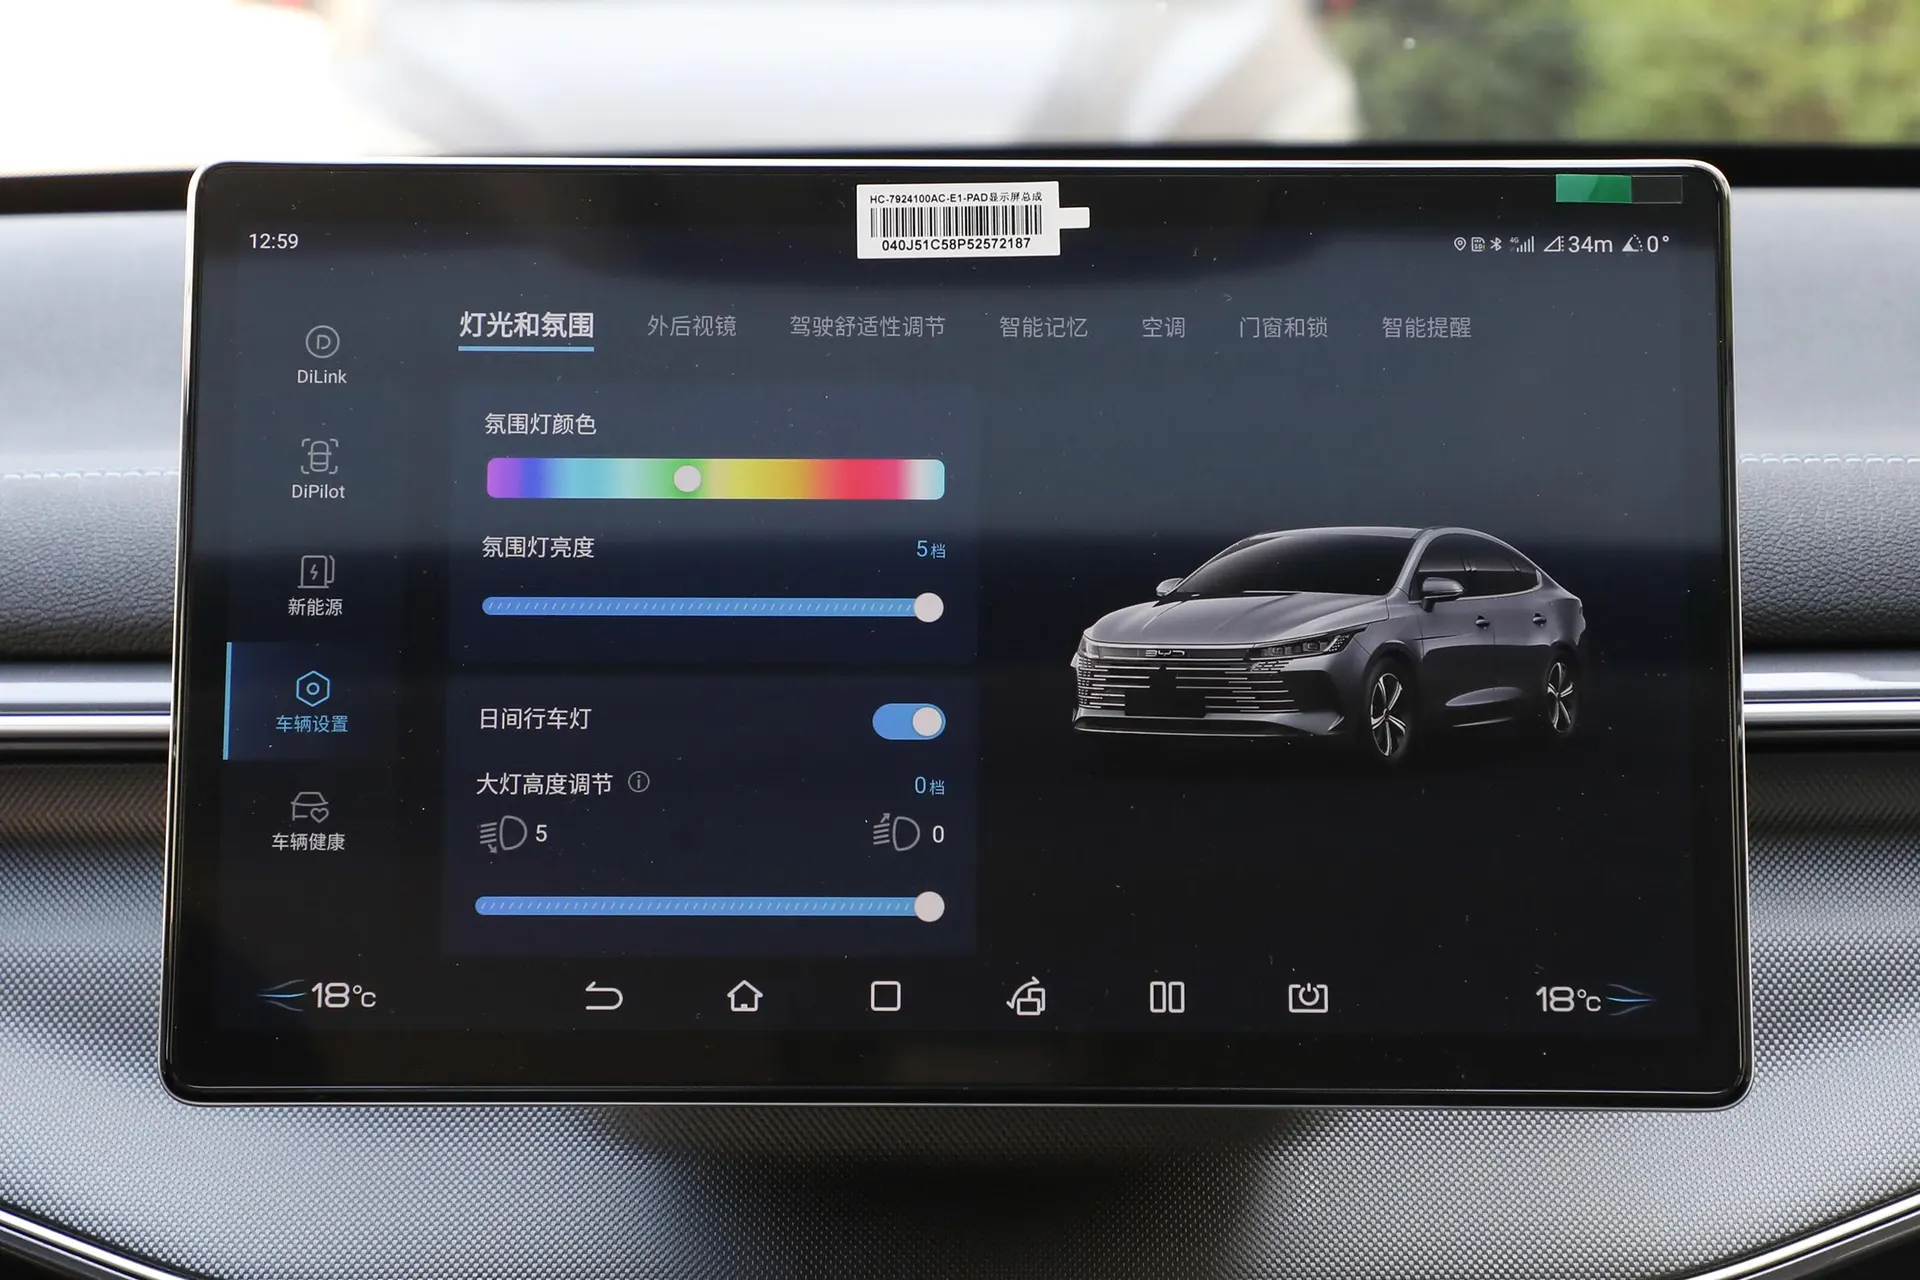 HC-7924100AC-E1-PAD显示屏总成
040J51C58P52572187
12:59
4G 34m 0°
灯光和氛围 外后视镜 驾驶舒适性调节 智能记忆 空调 门窗和锁 智能提醒
DiLink
DiPilot
新能源
车辆设置
车辆健康
氛围灯颜色
氛围灯亮度 5档
日间行车灯
大灯高度调节 0档
5 0
BYD
18°C 18°C